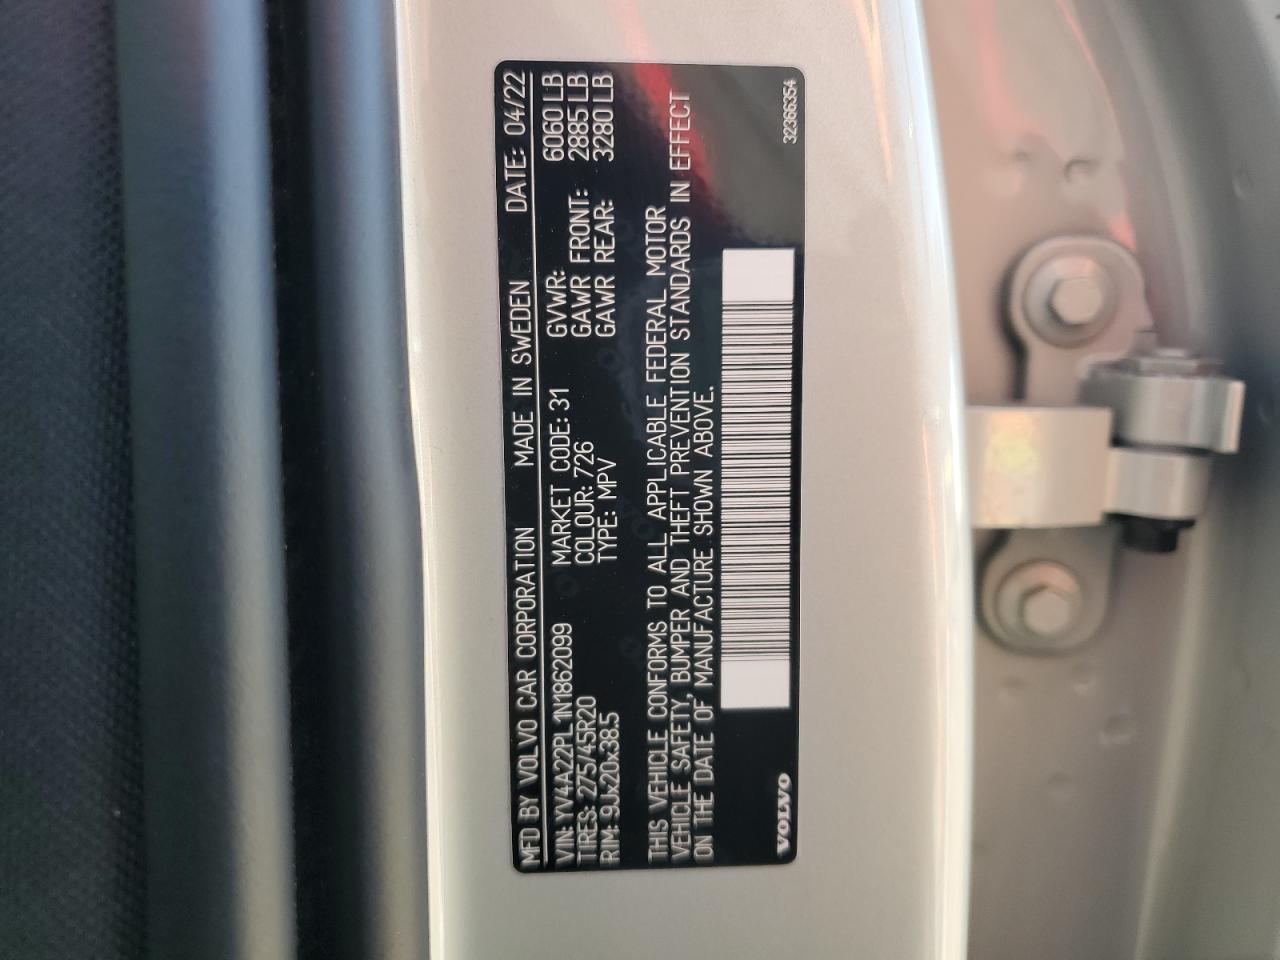 MFD BY VOLVO CAR CORPORATION MADE IN SWEDEN DATE: 04/22
VIN: YV4A22PL1N1862099 MARKET CODE: 31 GVWR: 6060 LB
TIRES: 275/45R20 COLOUR: 726 GAWR FRONT: 2885 LB
RIM: 9Jx20x38.5 TYPE: MPV GAWR REAR: 3280 LB
THIS VEHICLE CONFORMS TO ALL APPLICABLE FEDERAL MOTOR
VEHICLE SAFETY, BUMPER AND THEFT PREVENTION STANDARDS IN EFFECT
ON THE DATE OF MANUFACTURE SHOWN ABOVE.
VOLVO 32366354